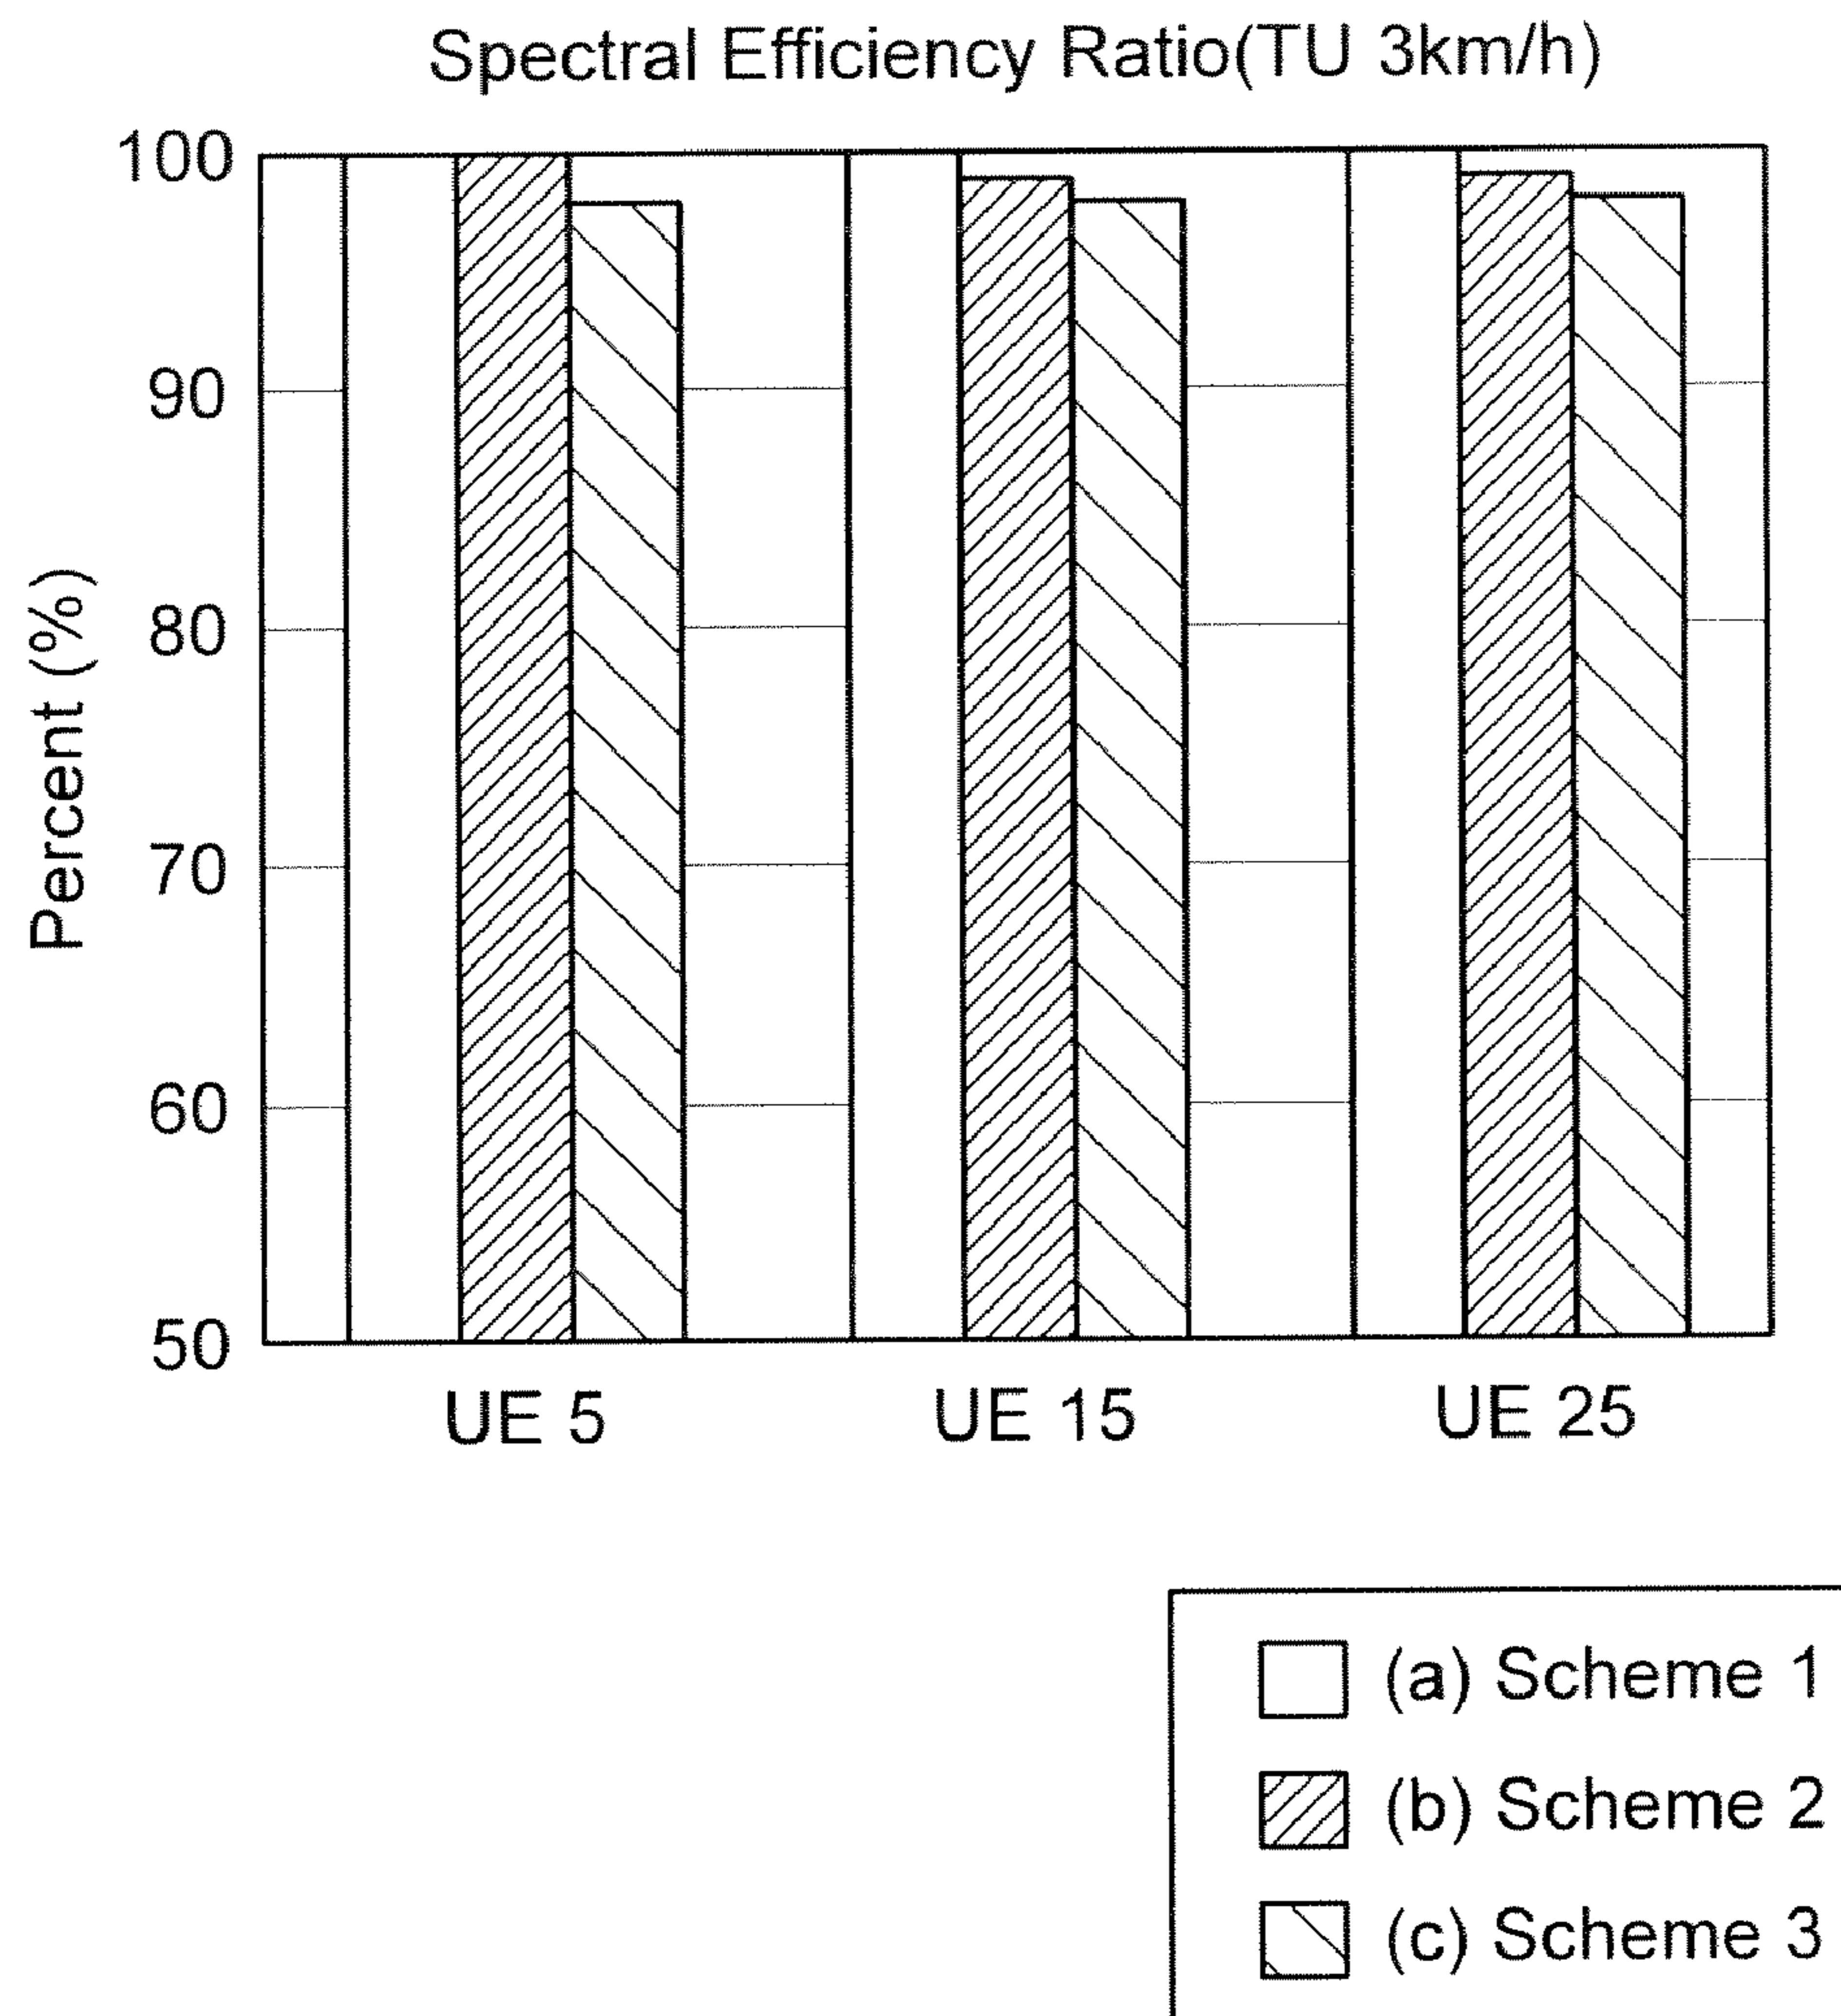 Spectral Efficiency Ratio(TU 3km/h)
100
90
80
70
60
50
Percent (%)
UE 5
UE 15
UE 25
(a) Scheme 1
(b) Scheme 2
(c) Scheme 3